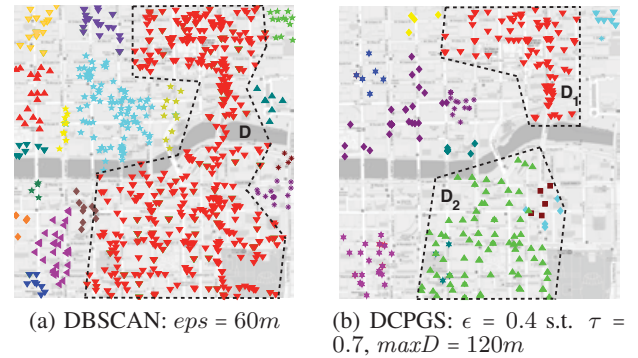 D
D1
D2
(a) DBSCAN: eps = 60m
(b) DCPGS: ϵ = 0.4 s.t. τ =
0.7, maxD = 120m